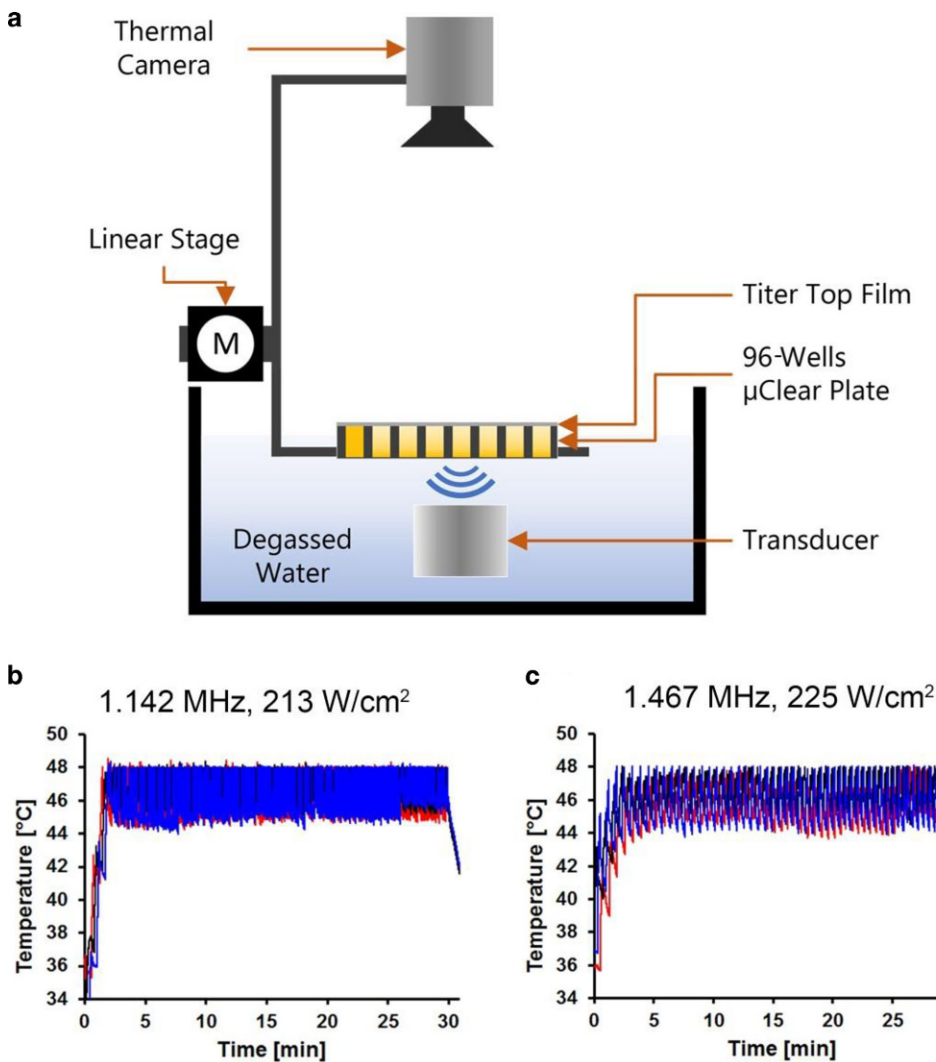 a
Thermal
Camera
Linear Stage
M
Titer Top Film
96-Wells
µClear Plate
Degassed
Water
Transducer
b
1.142 MHz, 213 W/cm²
Temperature [°C]
50
48
46
44
42
40
38
36
34
0 5 10 15 20 25 30
Time [min]
c
1.467 MHz, 225 W/cm²
Temperature [°C]
50
48
46
44
42
40
38
36
34
0 5 10 15 20 25
Time [min]